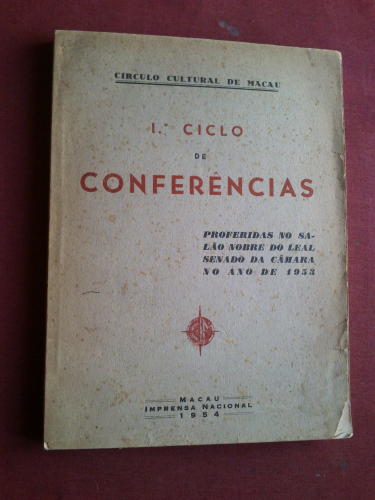 CÍRCULO CULTURAL DE MACAU
I.º CICLO
DE
CONFERÊNCIAS
PROFERIDAS NO SA-
LÃO NOBRE DO LEAL
SENADO DA CÂMARA
NO ANO DE 1953
MACAU
IMPRENSA NACIONAL
1954